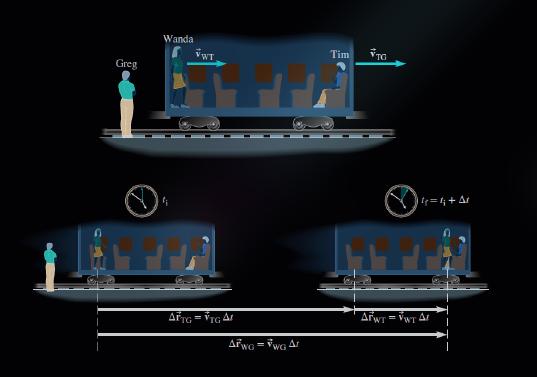 Wanda
v⃗WT
Tim
v⃗TG
Greg
ti
tf = ti + Δt
Δr⃗TG = v⃗TG Δt
Δr⃗WT = v⃗WT Δt
Δr⃗WG = v⃗WG Δt